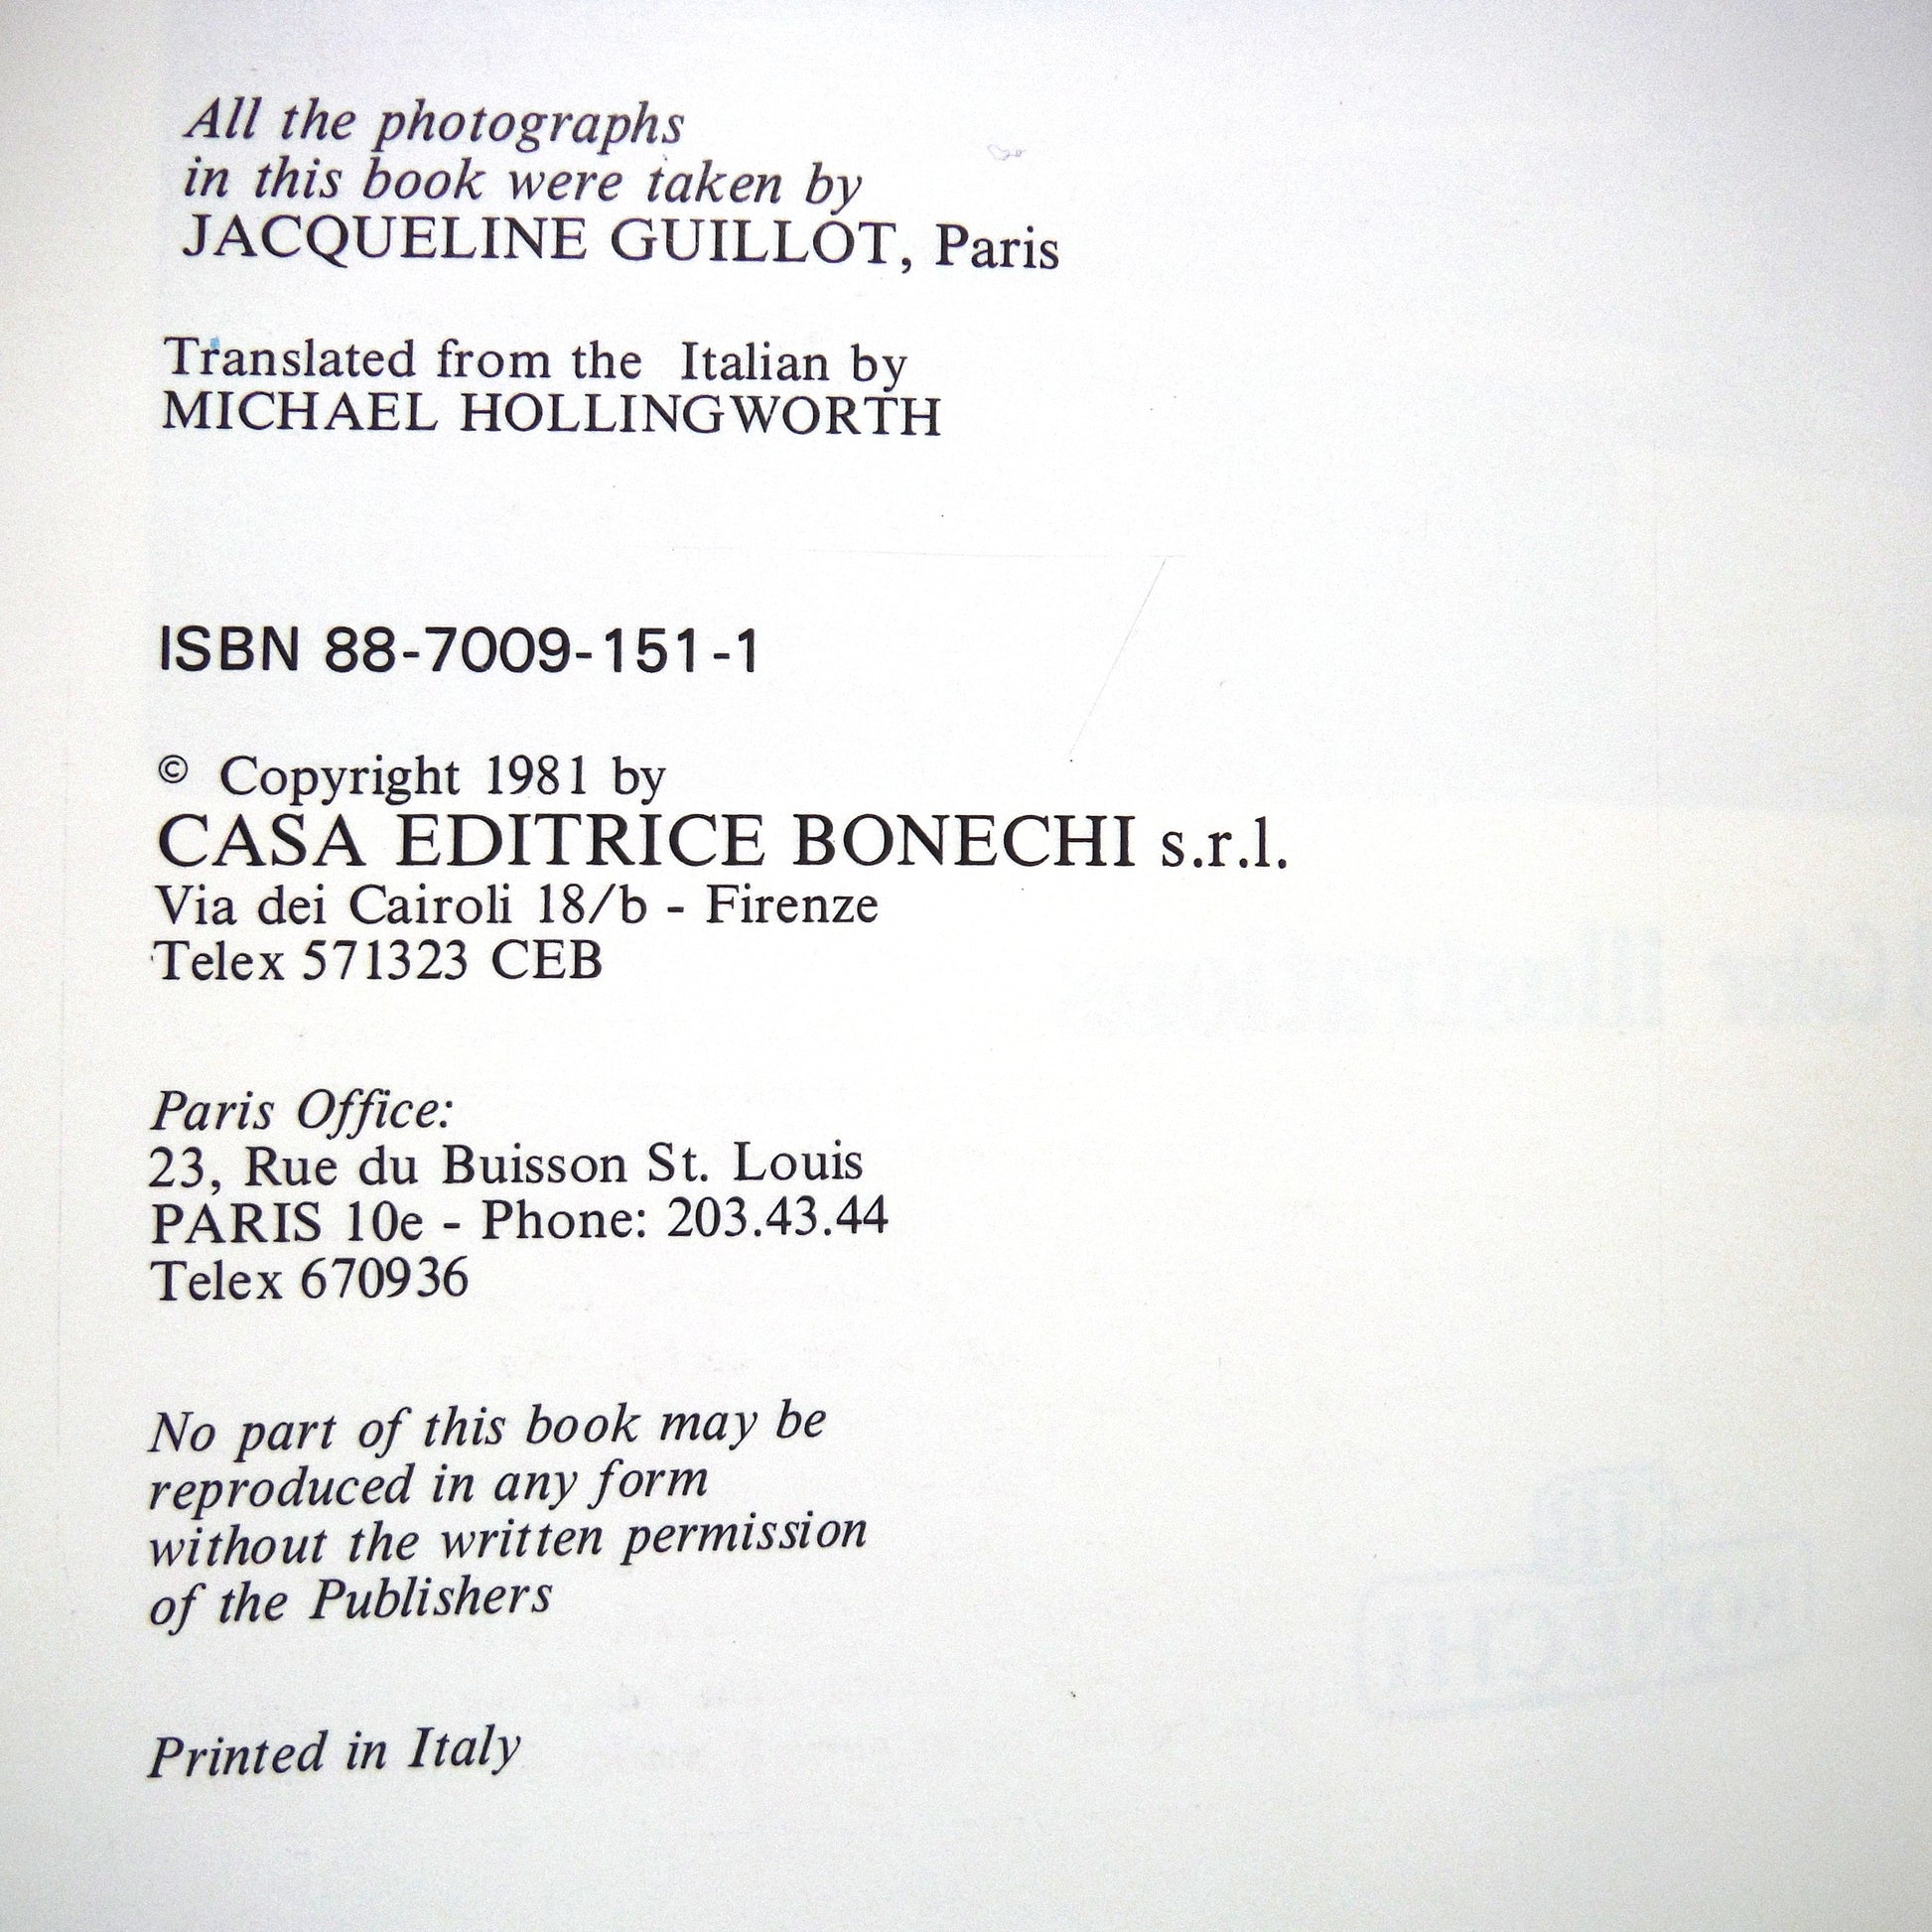 All the photographs
in this book were taken by
JACQUELINE GUILLOT, Paris
Translated from the Italian by
MICHAEL HOLLINGWORTH
ISBN 88-7009-151-1
© Copyright 1981 by
CASA EDITRICE BONECHI s.r.l.
Via dei Cairoli 18/b - Firenze
Telex 571323 CEB
Paris Office:
23, Rue du Buisson St. Louis
PARIS 10e - Phone: 203.43.44
Telex 670936
No part of this book may be
reproduced in any form
without the written permission
of the Publishers
Printed in Italy